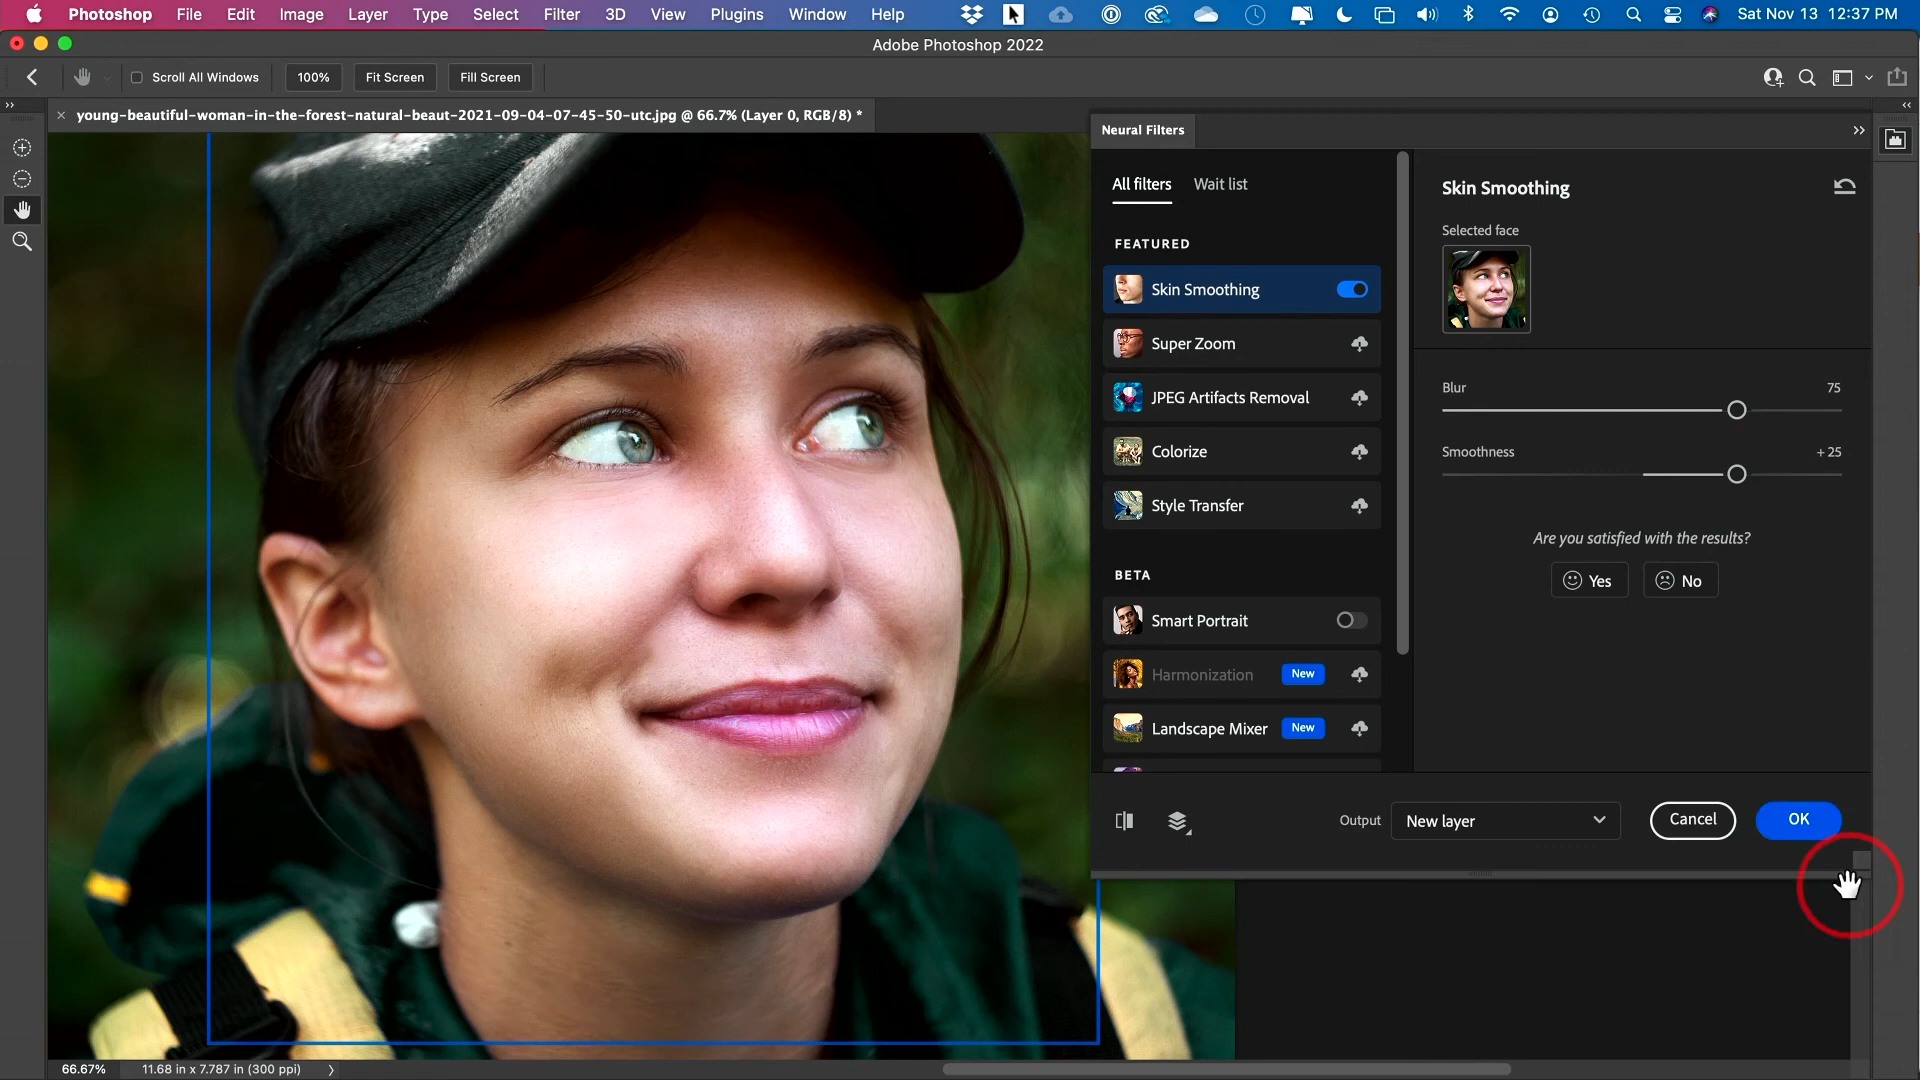 Photoshop File Edit Image Layer Type Select Filter 3D View Plugins Window Help Sat Nov 13 12:37 PM
Adobe Photoshop 2022
Scroll All Windows 100% Fit Screen Fill Screen
young-beautiful-woman-in-the-forest-natural-beaut-2021-09-04-07-45-50-utc.jpg @ 66.7% (Layer 0, RGB/8) *
Neural Filters
All filters Wait list
FEATURED
Skin Smoothing
Super Zoom
JPEG Artifacts Removal
Colorize
Style Transfer
BETA
Smart Portrait
Harmonization New
Landscape Mixer New
Skin Smoothing
Selected face
Blur 75
Smoothness +25
Are you satisfied with the results?
Yes No
Output New layer Cancel OK
66.67% 11.68 in x 7.787 in (300 ppi)